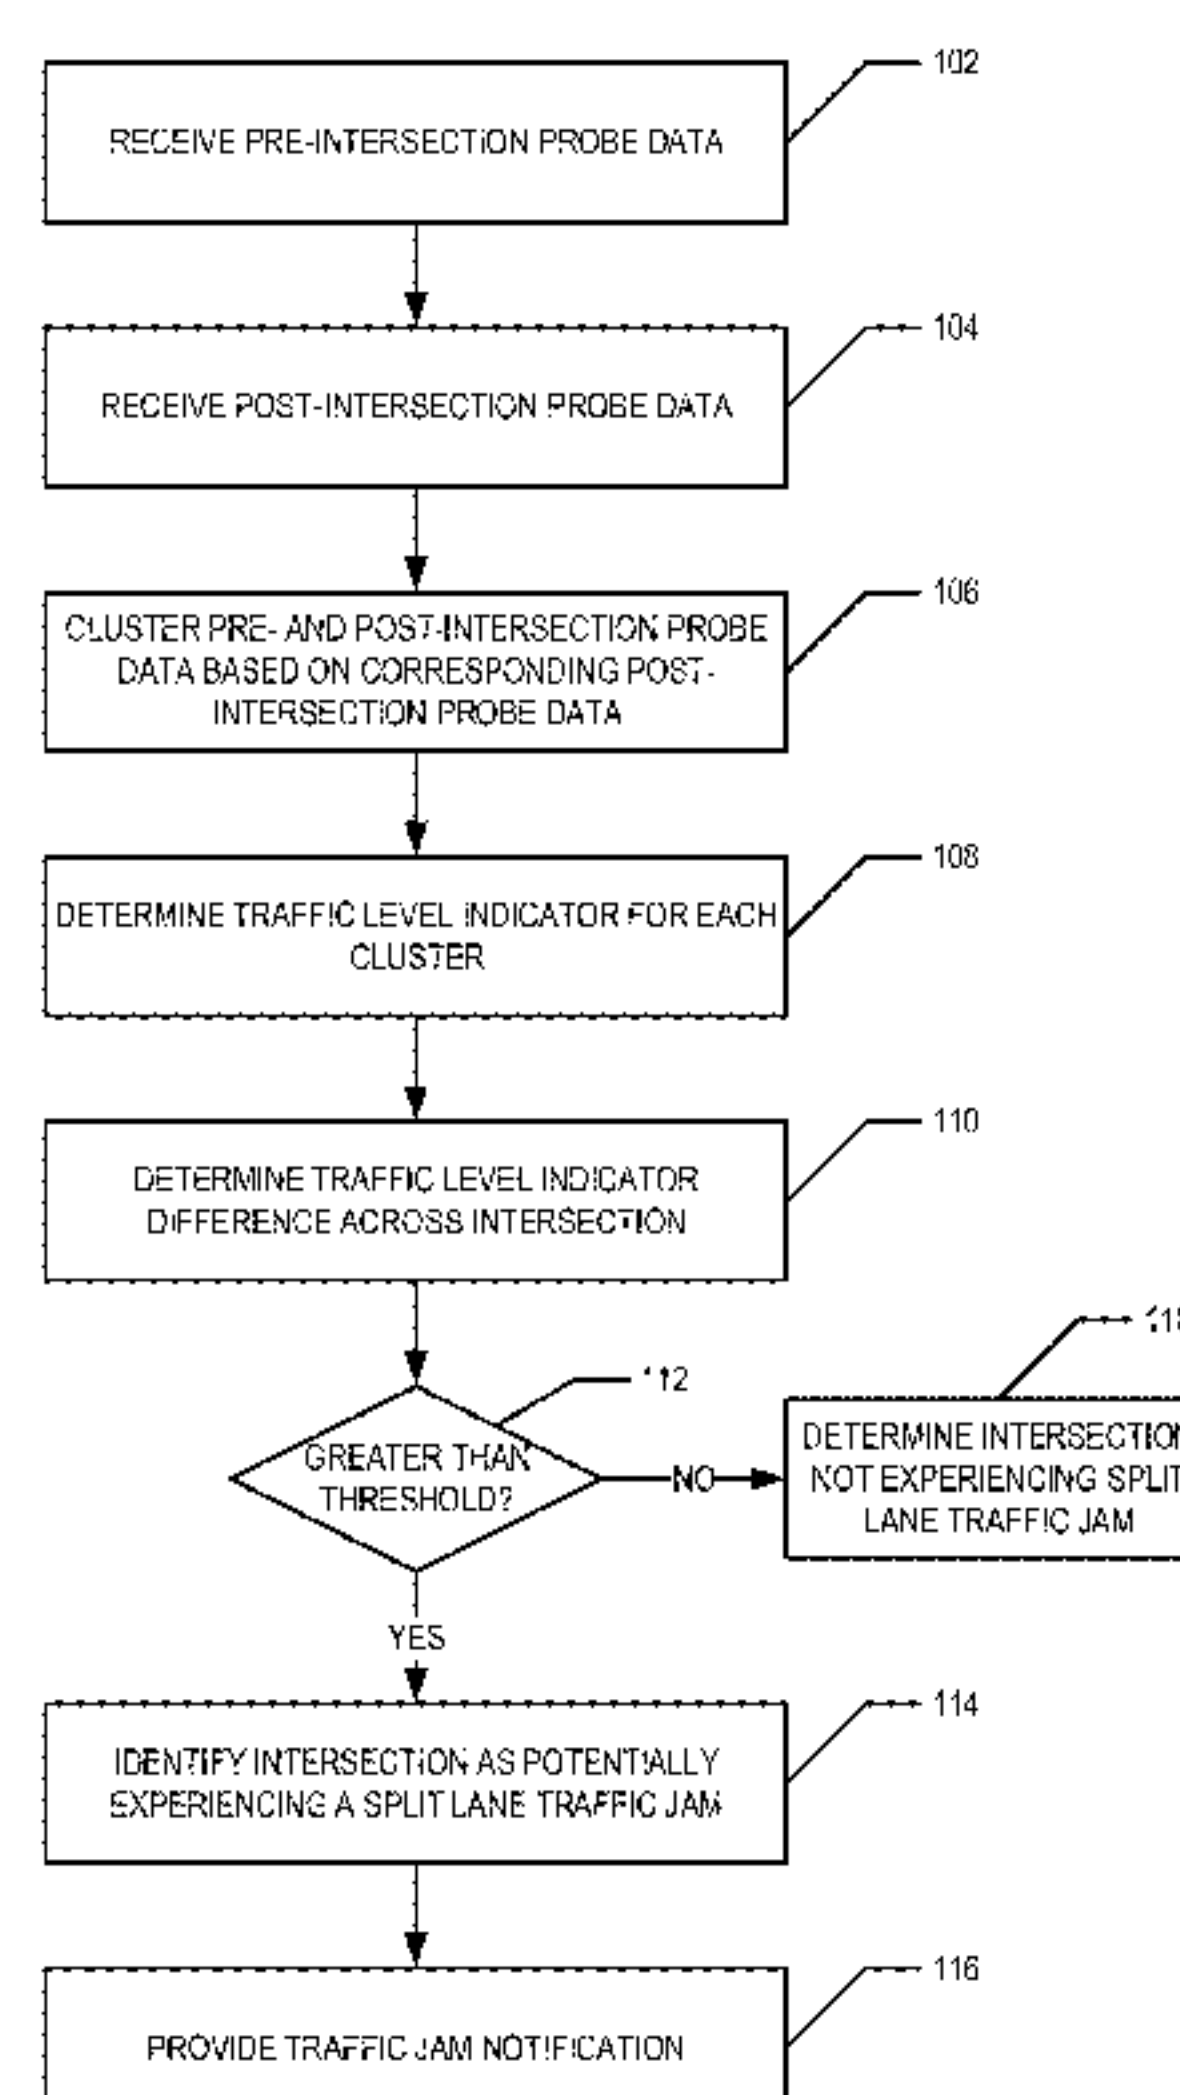 102
RECEIVE PRE-INTERSECTION PROBE DATA
104
RECEIVE POST-INTERSECTION PROBE DATA
106
CLUSTER PRE- AND POST-INTERSECTION PROBE
DATA BASED ON CORRESPONDING POST-
INTERSECTION PROBE DATA
108
DETERMINE TRAFFIC LEVEL INDICATOR FOR EACH
CLUSTER
110
DETERMINE TRAFFIC LEVEL INDICATOR
DIFFERENCE ACROSS INTERSECTION
112
GREATER THAN
THRESHOLD?
NO
DETERMINE INTERSECTION
NOT EXPERIENCING SPLIT
LANE TRAFFIC JAM
YES
114
IDENTIFY INTERSECTION AS POTENTIALLY
EXPERIENCING A SPLIT LANE TRAFFIC JAM
116
PROVIDE TRAFFIC JAM NOTIFICATION